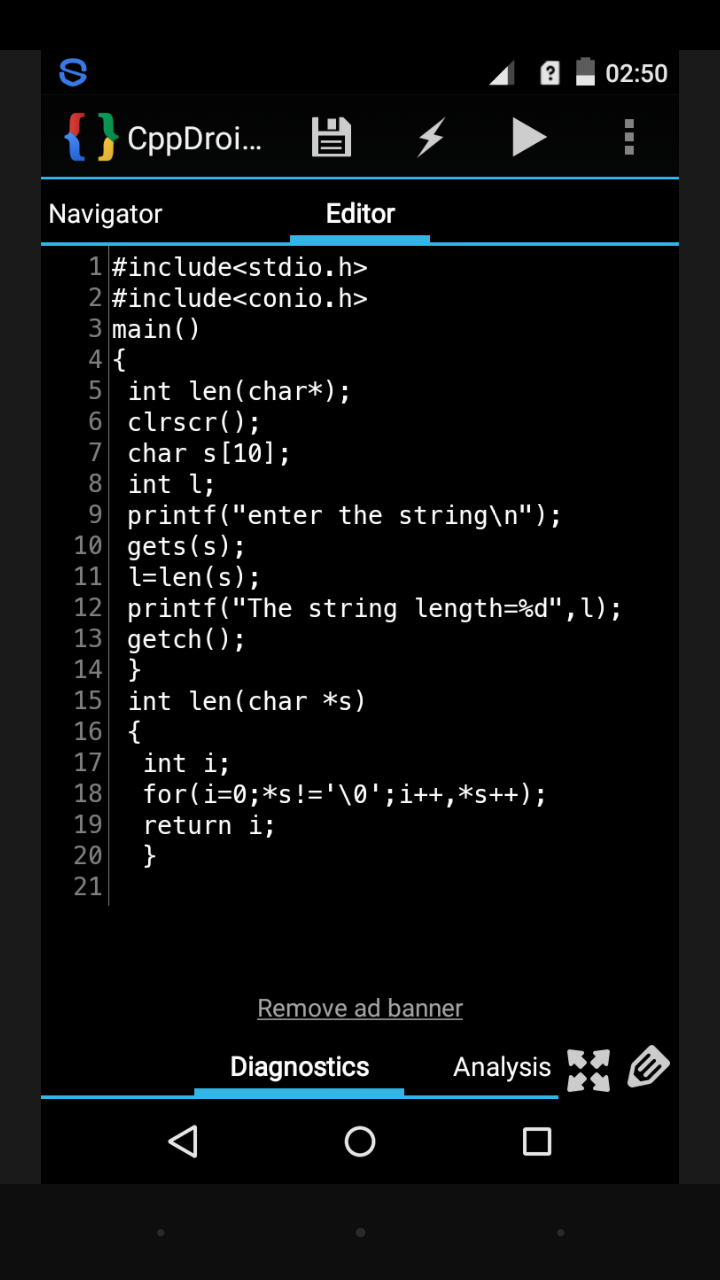 02:50
CppDroi...
Navigator
Editor
1 #include<stdio.h>
2 #include<conio.h>
3 main()
4 {
5 int len(char*);
6 clrscr();
7 char s[10];
8 int l;
9 printf("enter the string\n");
10 gets(s);
11 l=len(s);
12 printf("The string length=%d",l);
13 getch();
14 }
15 int len(char *s)
16 {
17 int i;
18 for(i=0;*s!='\0';i++,*s++);
19 return i;
20 }
21
Remove ad banner
Diagnostics
Analysis